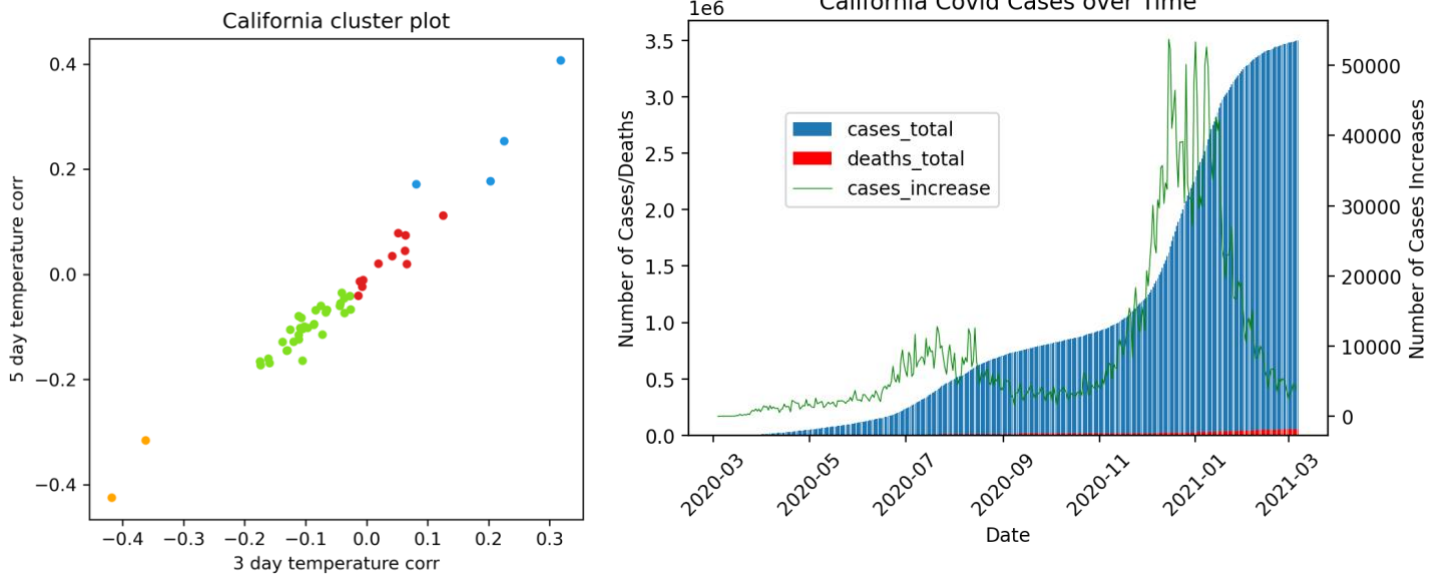 California cluster plot
5 day temperature corr
0.4
0.2
0.0
−0.2
−0.4
−0.4 −0.3 −0.2 −0.1 0.0 0.1 0.2 0.3
3 day temperature corr
California Covid Cases over Time
1e6
Number of Cases/Deaths
3.5
3.0
2.5
2.0
1.5
1.0
0.5
0.0
cases_total
deaths_total
cases_increase
50000
40000
30000
20000
10000
0
Number of Cases Increases
2020-03 2020-05 2020-07 2020-09 2020-11 2021-01 2021-03
Date